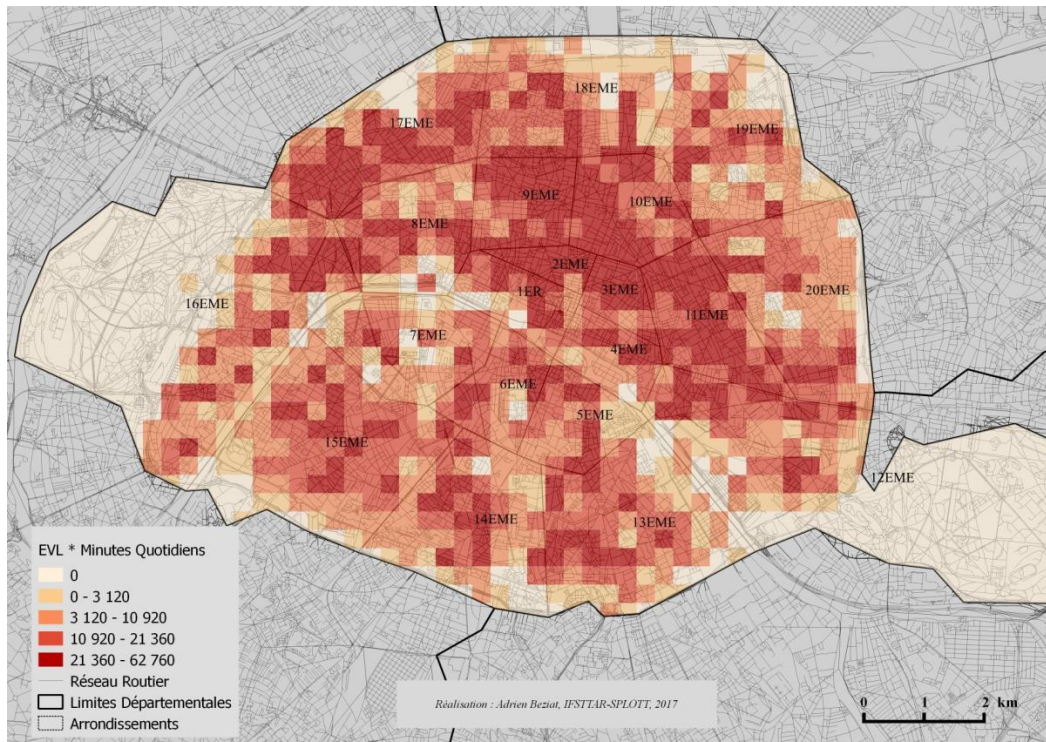 18EME
17EME
19EME
9EME
10EME
8EME
2EME
1ER
3EME
20EME
16EME
11EME
7EME
4EME
6EME
5EME
15EME
12EME
14EME
13EME
EVL * Minutes Quotidiens
0
0 - 3 120
3 120 - 10 920
10 920 - 21 360
21 360 - 62 760
Réseau Routier
Limites Départementales
Arrondissements
Réalisation : Adrien Beziat, IFSTTAR-SPLOTT, 2017
0 1 2 km